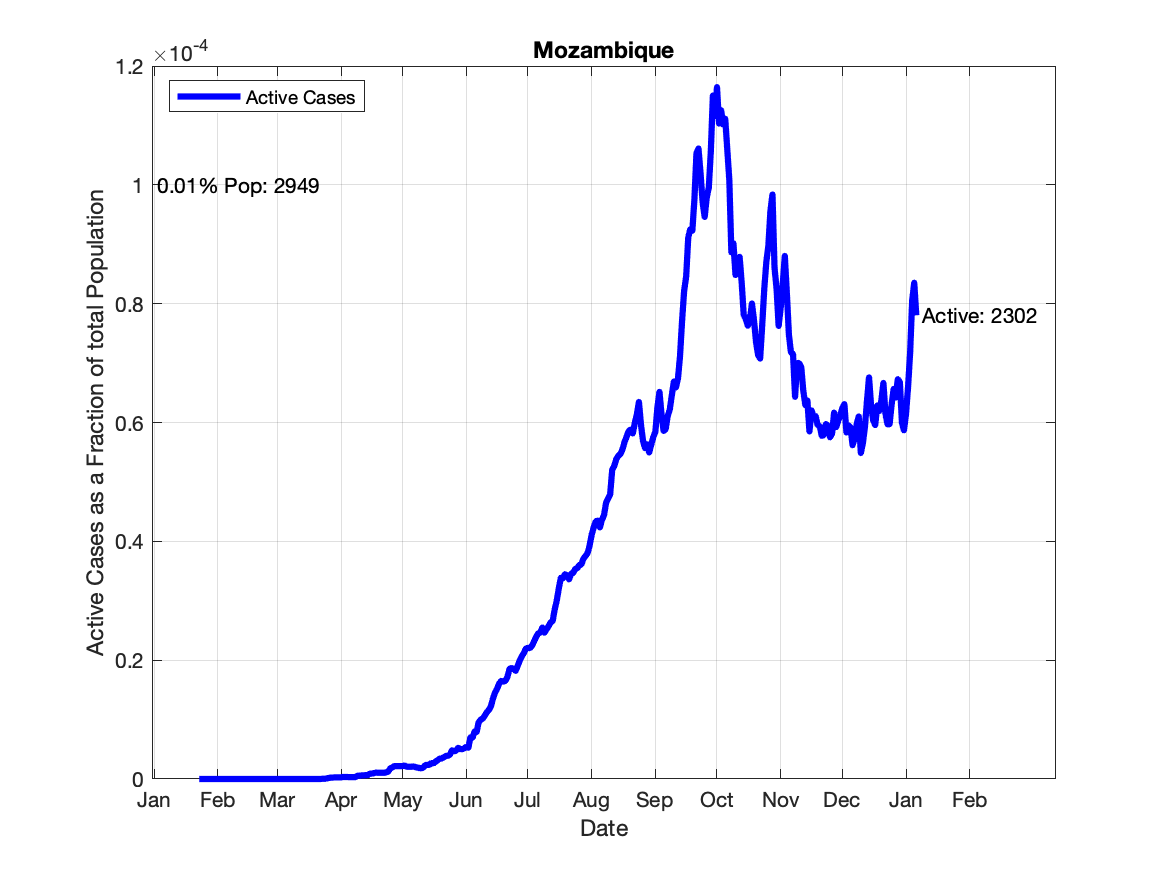 Mozambique
×10-4
Active Cases
0.01% Pop: 2949
Active: 2302
Active Cases as a Fraction of total Population
1.2
1
0.8
0.6
0.4
0.2
0
Jan Feb Mar Apr May Jun Jul Aug Sep Oct Nov Dec Jan Feb
Date